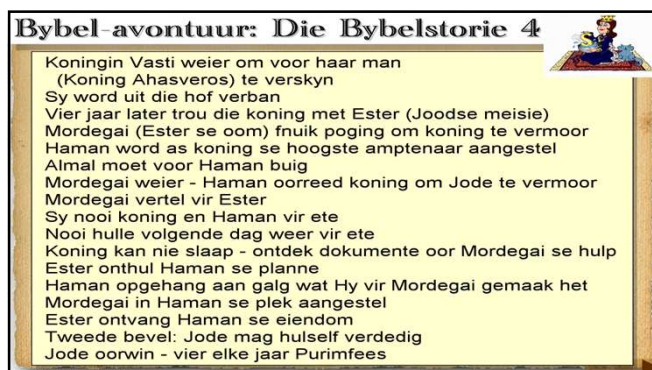 Bybel-avontuur: Die Bybelstorie 4
Koningin Vasti weier om voor haar man
(Koning Ahasveros) te verskyn
Sy word uit die hof verban
Vier jaar later trou die koning met Ester (Joodse meisie)
Mordegai (Ester se oom) fnuik poging om koning te vermoor
Haman word as koning se hoogste amptenaar aangestel
Almal moet voor Haman buig
Mordegai weier - Haman oorreed koning om Jode te vermoor
Mordegai vertel vir Ester
Sy nooi koning en Haman vir ete
Nooi hulle volgende dag weer vir ete
Koning kan nie slaap - ontdek dokumente oor Mordegai se hulp
Ester onthul Haman se planne
Haman opgehang aan galg wat Hy vir Mordegai gemaak het
Mordegai in Haman se plek aangestel
Ester ontvang Haman se eiendom
Tweede bevel: Jode mag hulself verdedig
Jode oorwin - vier elke jaar Purimfees